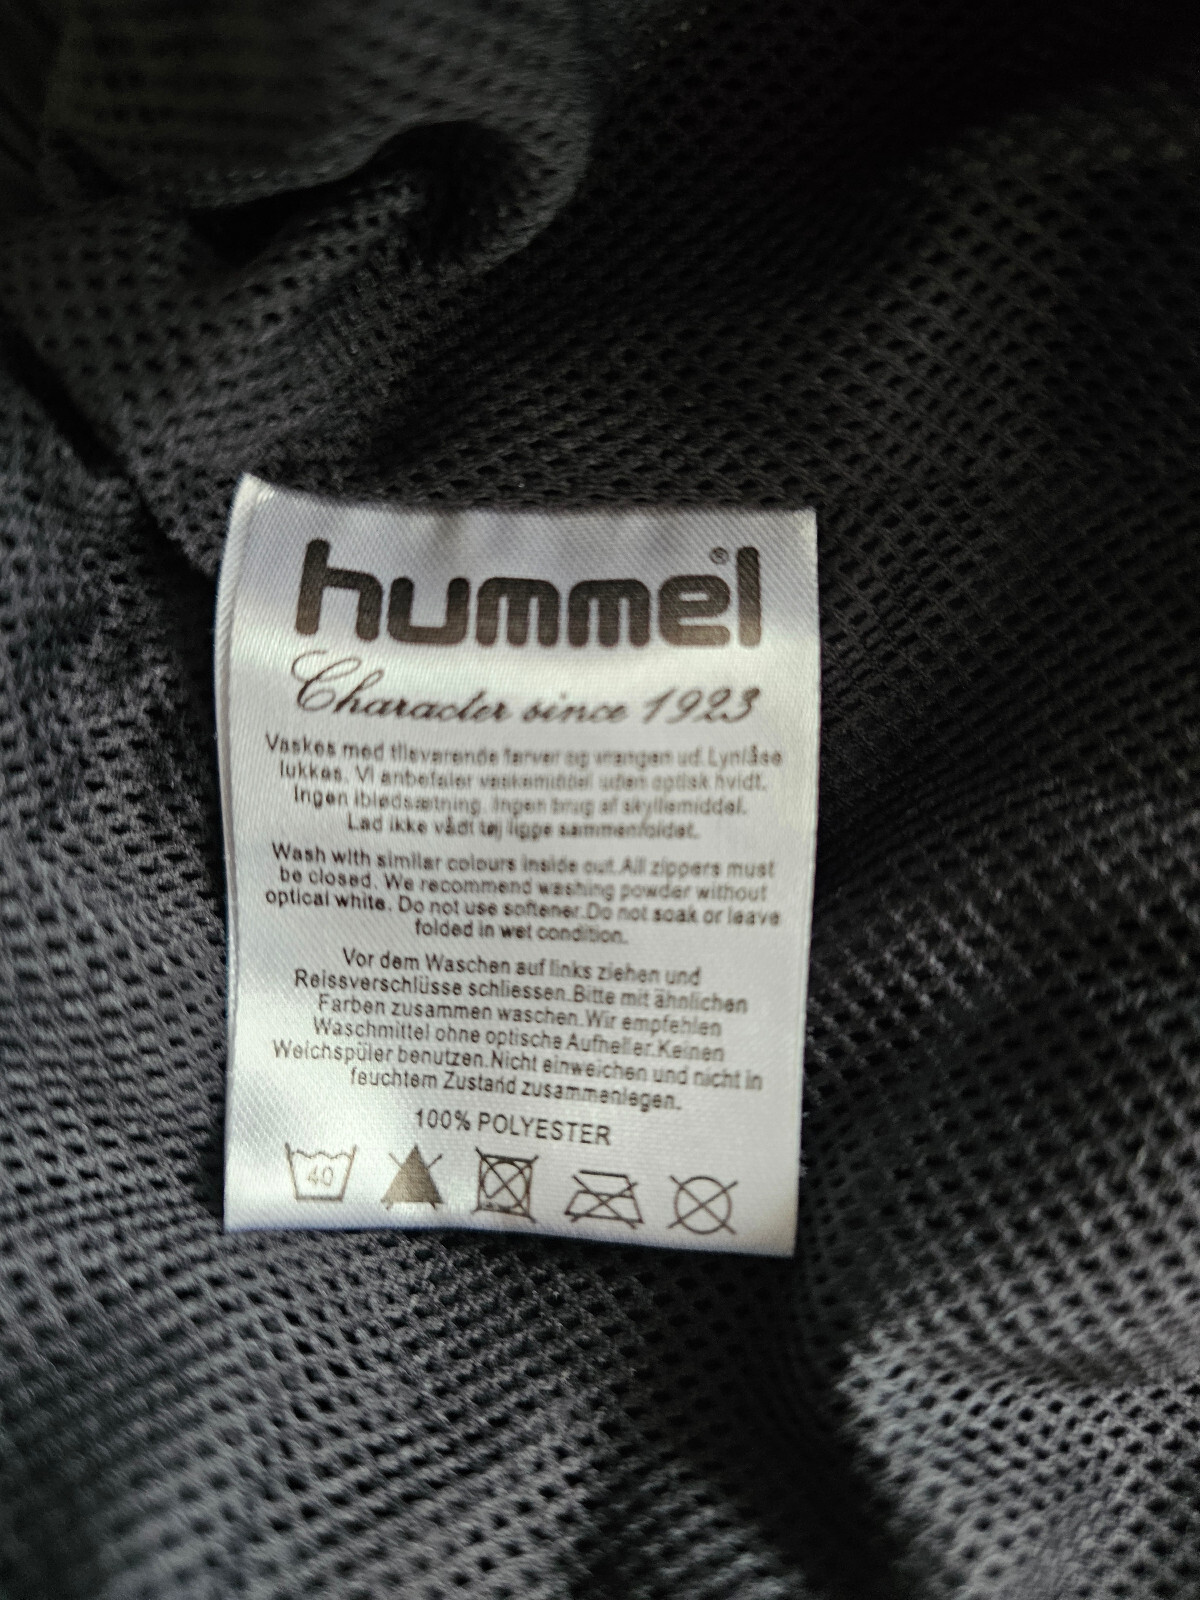 hummel®
Character since 1923
Vaskes med tilsvarende farver og vrangen ud. Lynlåse
lukkes. Vi anbefaler vaskemiddel uden optisk hvidt.
Ingen iblødsætning. Ingen brug af skyllemiddel.
Lad ikke vådt tøj ligge sammenfoldet.
Wash with similar colours inside out.All zippers must
be closed. We recommend washing powder without
optical white. Do not use softener.Do not soak or leave
folded in wet condition.
Vor dem Waschen auf links ziehen und
Reissverschlüsse schliessen.Bitte mit ähnlichen
Farben zusammen waschen.Wir empfehlen
Waschmittel ohne optische Aufheller.Keinen
Weichspüler benutzen.Nicht einweichen und nicht in
feuchtem Zustand zusammenlegen.
100% POLYESTER
40